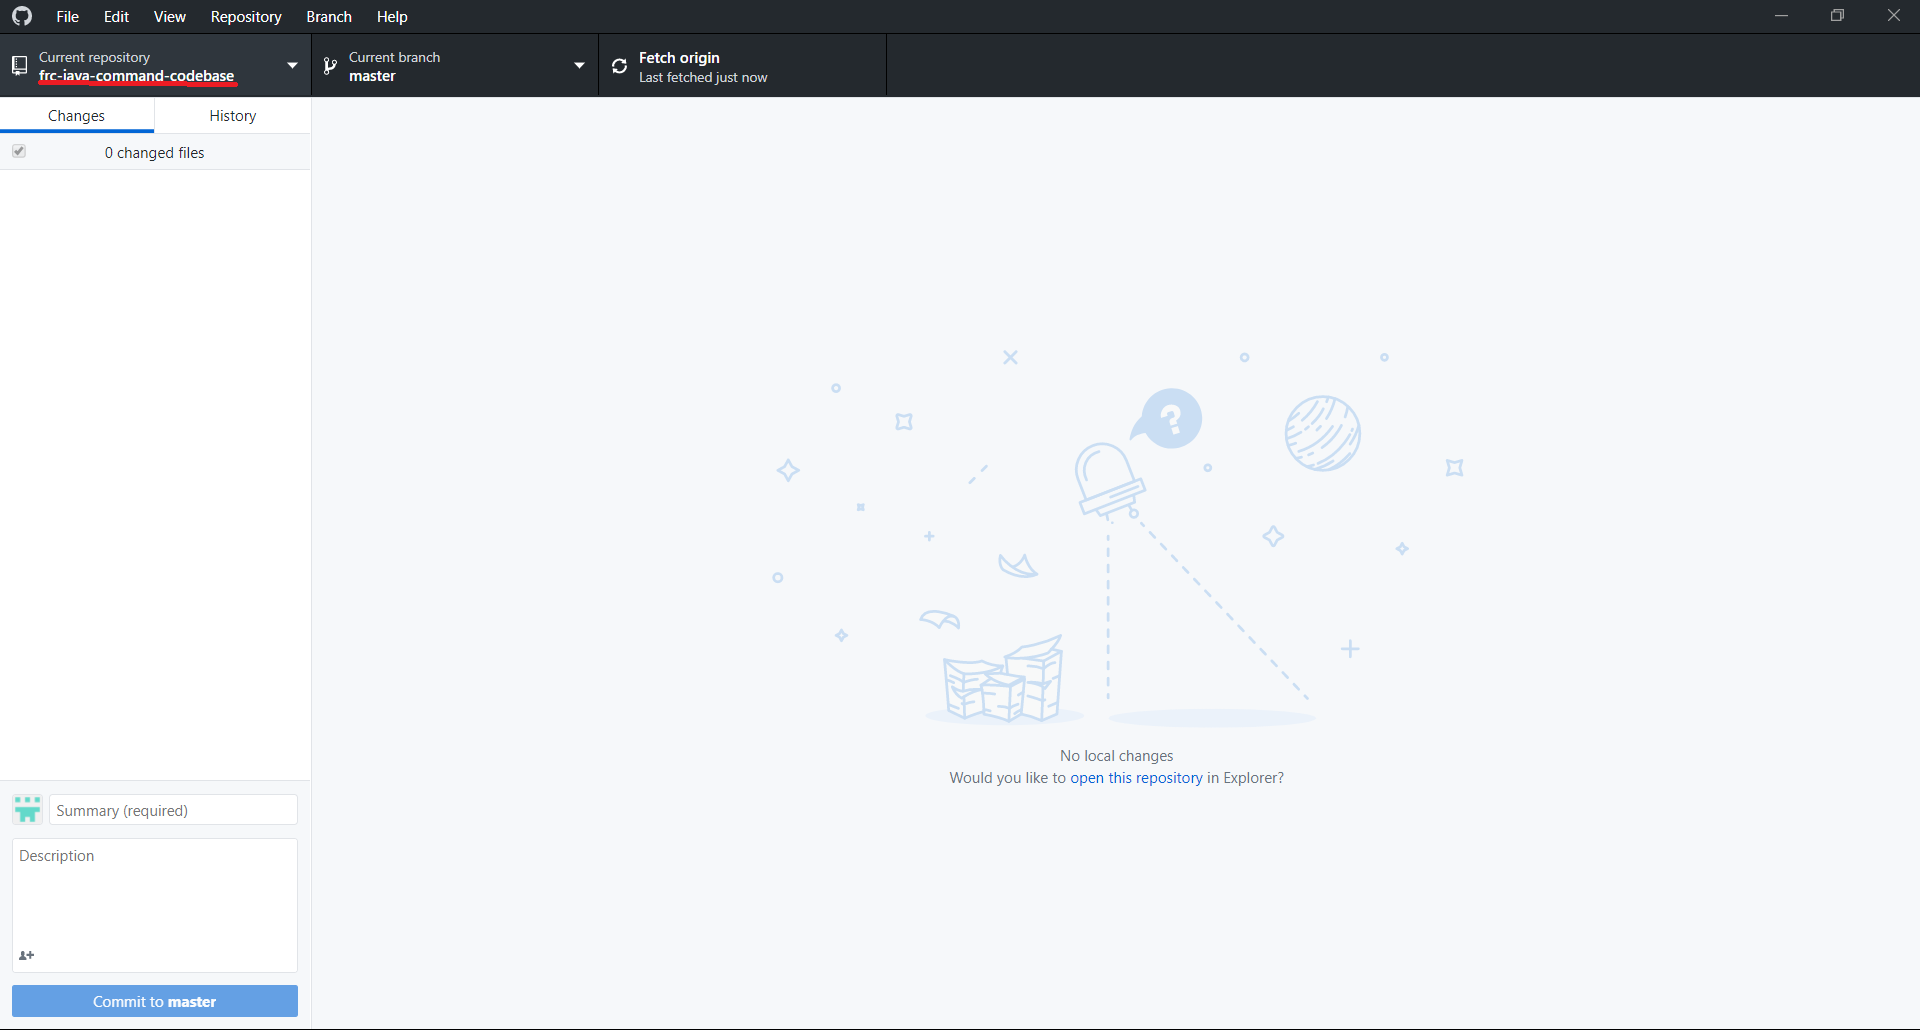 File Edit View Repository Branch Help
Current repository
frc-java-command-codebase
Current branch
master
Fetch origin
Last fetched just now
Changes
History
0 changed files
?
No local changes
Would you like to open this repository in Explorer?
Summary (required)
Description
Commit to master